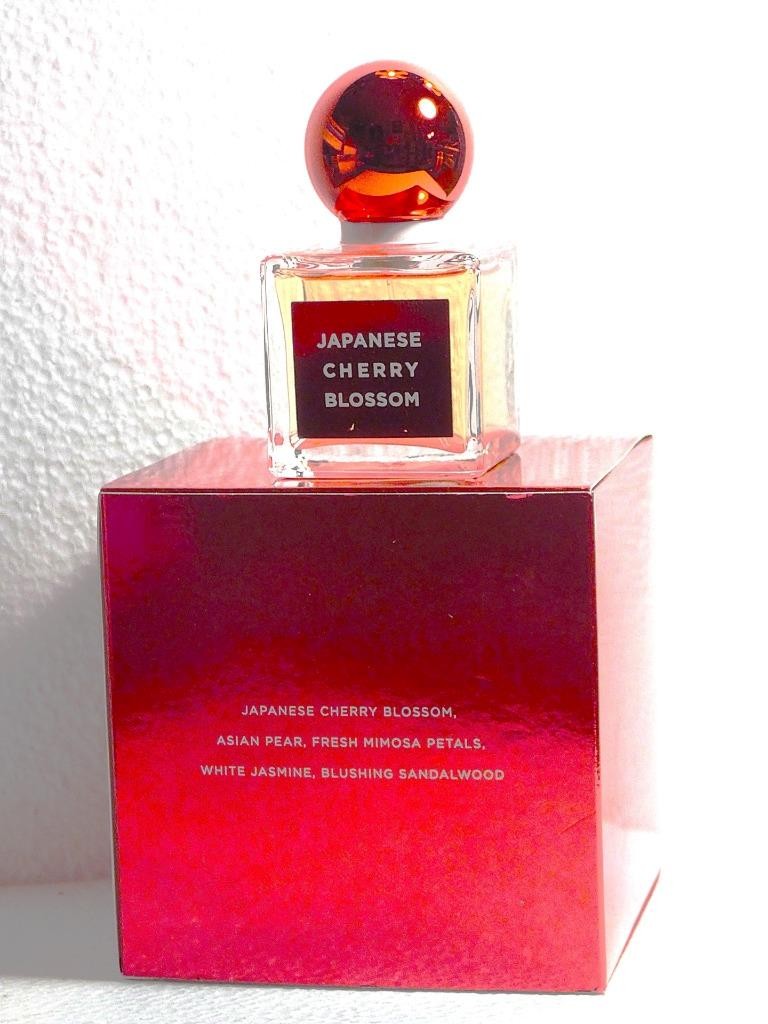 JAPANESE
CHERRY
BLOSSOM
JAPANESE CHERRY BLOSSOM,
ASIAN PEAR, FRESH MIMOSA PETALS,
WHITE JASMINE, BLUSHING SANDALWOOD